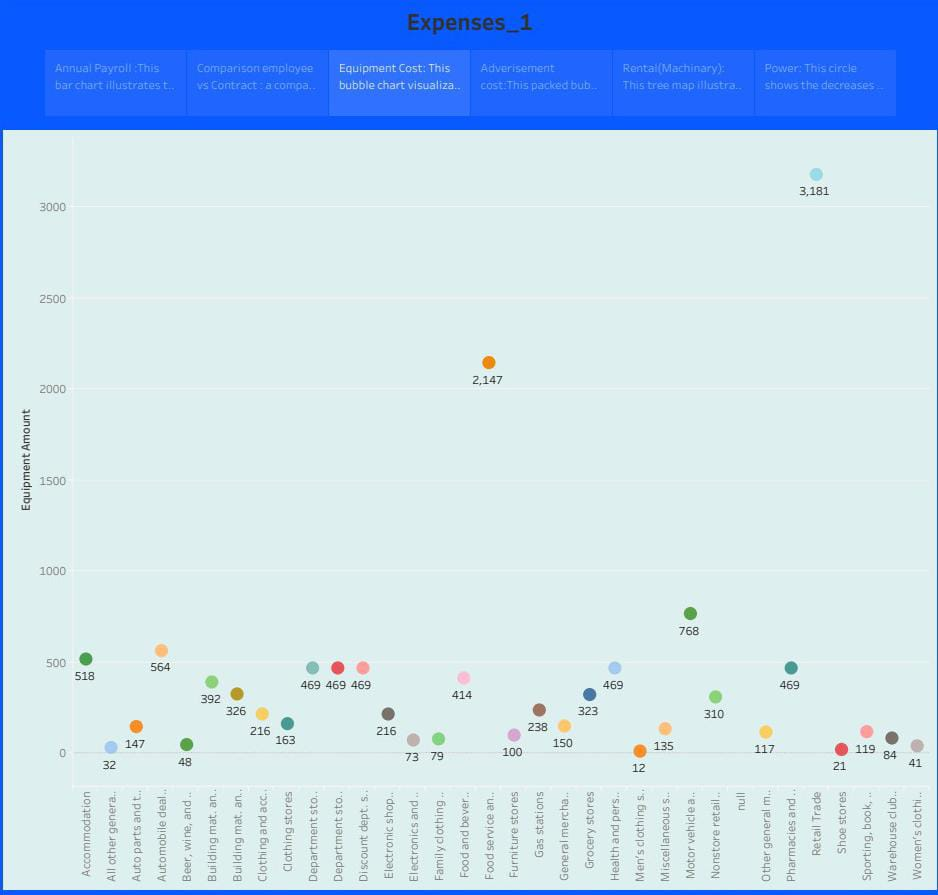 Expenses_1
Annual Payroll :This
bar chart illustrates t..
Comparison employee
vs Contract : a compa..
Equipment Cost: This
bubble chart visualiza..
Adverisement
cost:This packed bub..
Rental(Machinary):
This tree map illustra..
Power: This circle
shows the decreases ..
Equipment Amount
3000
2500
2000
1500
1000
500
0
518
32
147
564
48
392
326
216
163
469
469
469
216
73
79
414
2,147
100
238
150
323
469
12
135
768
310
117
469
3,181
21
119
84
41
Accommodation
All other genera..
Auto parts and t..
Automobile deal..
Beer, wine, and ..
Building mat. an..
Building mat. an..
Clothing and acc..
Clothing stores
Department sto..
Department sto..
Discount dept. s..
Electronic shop..
Electronics and ..
Family clothing ..
Food and bever..
Food service an..
Furniture stores
Gas stations
General mercha..
Grocery stores
Health and pers..
Men's clothing s..
Miscellaneous s..
Motor vehicle a..
Nonstore retail..
null
Other general m..
Pharmacies and ..
Retail Trade
Shoe stores
Sporting, book, ..
Warehouse club..
Women's clothi..